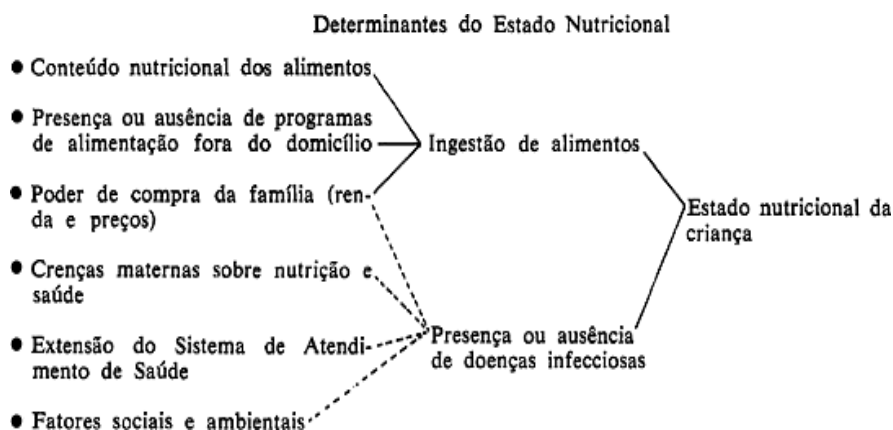 Determinantes do Estado Nutricional
● Conteúdo nutricional dos alimentos
● Presença ou ausência de programas
de alimentação fora do domicílio
● Poder de compra da família (ren-
da e preços)
● Crenças maternas sobre nutrição e
saúde
● Extensão do Sistema de Atendi-
mento de Saúde
● Fatores sociais e ambientais
Ingestão de alimentos
Presença ou ausência
de doenças infecciosas
Estado nutricional da
criança